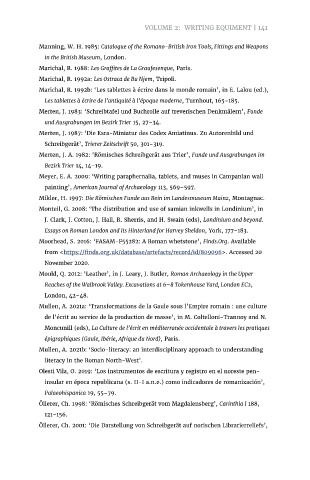 VOLUME 2: WRITING EQUIMENT | 141
Manning, W. H. 1985: Catalogue of the Romano-British Iron Tools, Fittings and Weapons
in the British Museum, London.
Marichal, R. 1988: Les Graffites de La Graufesenque, Paris.
Marichal, R. 1992a: Les Ostraca de Bu Njem, Tripoli.
Marichal, R. 1992b: 'Les tablettes à écrire dans le monde romain', in E. Lalou (ed.),
Les tablettes à écrire de l'antiquité à l'époque moderne, Turnhout, 165-185.
Merten, J. 1983: 'Schreibtafel und Buchrolle auf treverischen Denkmälern', Funde
und Ausgrabungen im Bezirk Trier 15, 27-34.
Merten, J. 1987: 'Die Esra-Miniatur des Codex Amiatinus. Zu Autorenbild und
Schreibgerät', Trierer Zeitschrift 50, 301-319.
Merten, J. A. 1982: 'Römisches Schreibgerät aus Trier', Funde und Ausgrabungen im
Bezirk Trier 14, 14-19.
Meyer, E. A. 2009: 'Writing paraphernalia, tablets, and muses in Campanian wall
painting', American Journal of Archaeology 113, 569-597.
Mikler, H. 1997: Die Römischen Funde aus Bein im Landesmuseum Mainz, Montagnac.
Monteil, G. 2008: 'The distribution and use of samian inkwells in Londinium', in
J. Clark, J. Cotton, J. Hall, R. Sherris, and H. Swain (eds), Londinium and beyond.
Essays on Roman London and its Hinterland for Harvey Sheldon, York, 177-183.
Moorhead, S. 2016: 'FASAM-F55282: A Roman whetstone', Finds.Org. Available
from <https://finds.org.uk/database/artefacts/record/id/809096>. Accessed 20
November 2020.
Mould, Q. 2012: 'Leather', in J. Leary, J. Butler, Roman Archaeology in the Upper
Reaches of the Walbrook Valley. Excavations at 6-8 Tokenhouse Yard, London EC2,
London, 42-48.
Mullen, A. 2021a: 'Transformations de la Gaule sous l'Empire romain : une culture
de l'écrit au service de la production de masse', in M. Coltelloni-Trannoy and N.
Moncunill (eds), La Culture de l'écrit en méditerranée occidentale à travers les pratiques
épigraphiques (Gaule, Ibérie, Afrique du Nord), Paris.
Mullen, A. 2021b: 'Socio-literacy: an interdisciplinary approach to understanding
literacy in the Roman North-West'.
Olesti Vila, O. 2019: 'Los instrumentos de escritura y registro en el noreste pen-
insular en época republicana (s. II-I a.n.e.) como indicadores de romanización',
Palaeohispanica 19, 55-79.
Öllerer, Ch. 1998: 'Römisches Schreibgerät vom Magdalensberg', Carinthia I 188,
121-156.
Öllerer, Ch. 2001: 'Die Darstellung von Schreibgerät auf norischen Librarierreliefs',